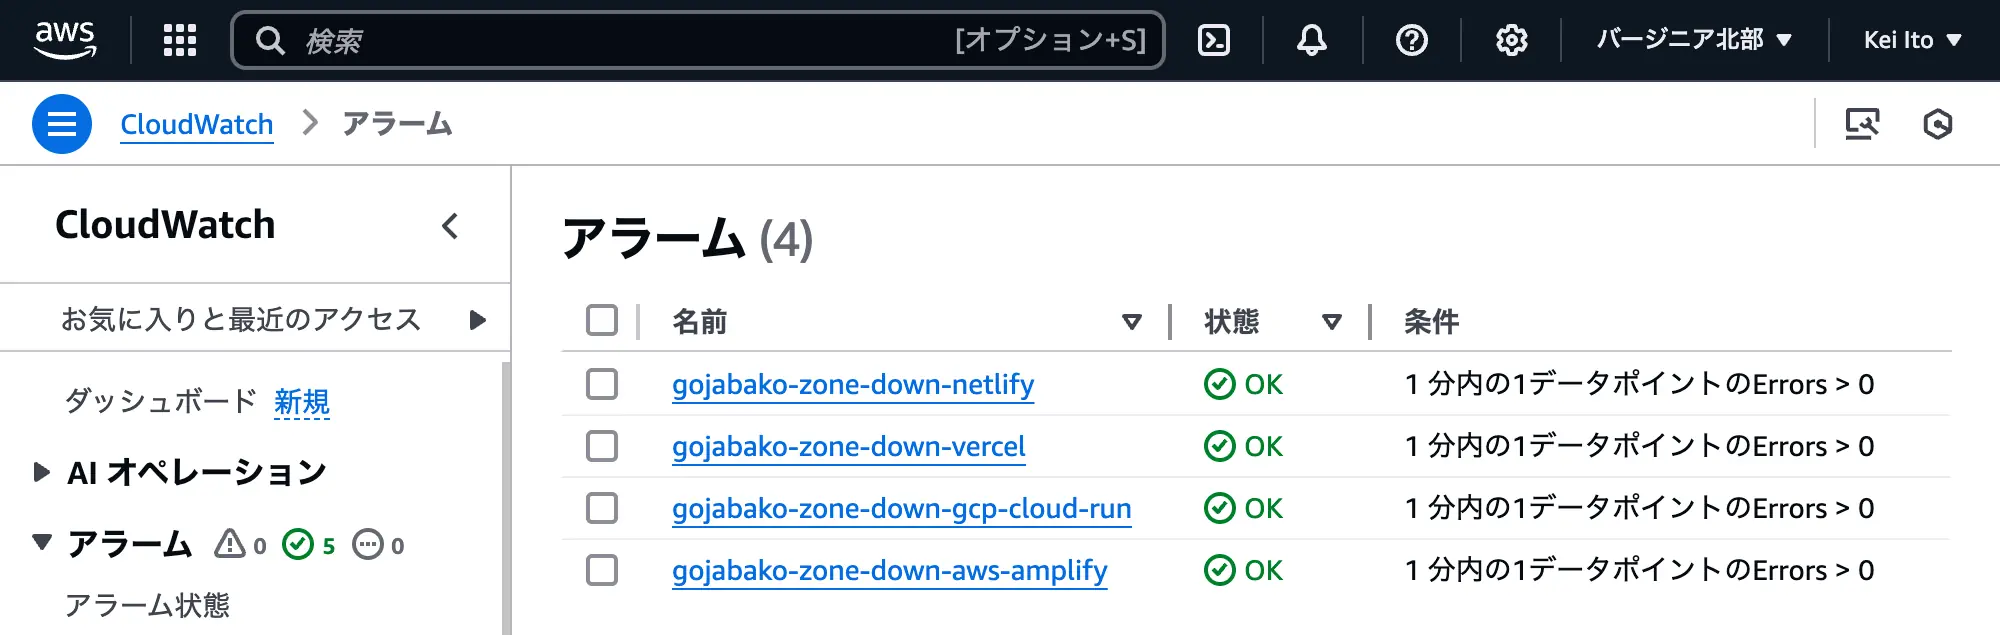 aws
検索 [オプション+S]
バージニア北部 ▼
Kei Ito ▼
CloudWatch > アラーム
CloudWatch
お気に入りと最近のアクセス
ダッシュボード 新規
AI オペレーション
アラーム 0 5 0
アラーム状態
アラーム (4)
名前 状態 条件
gojabako-zone-down-netlify OK 1 分内の1データポイントのErrors > 0
gojabako-zone-down-vercel OK 1 分内の1データポイントのErrors > 0
gojabako-zone-down-gcp-cloud-run OK 1 分内の1データポイントのErrors > 0
gojabako-zone-down-aws-amplify OK 1 分内の1データポイントのErrors > 0